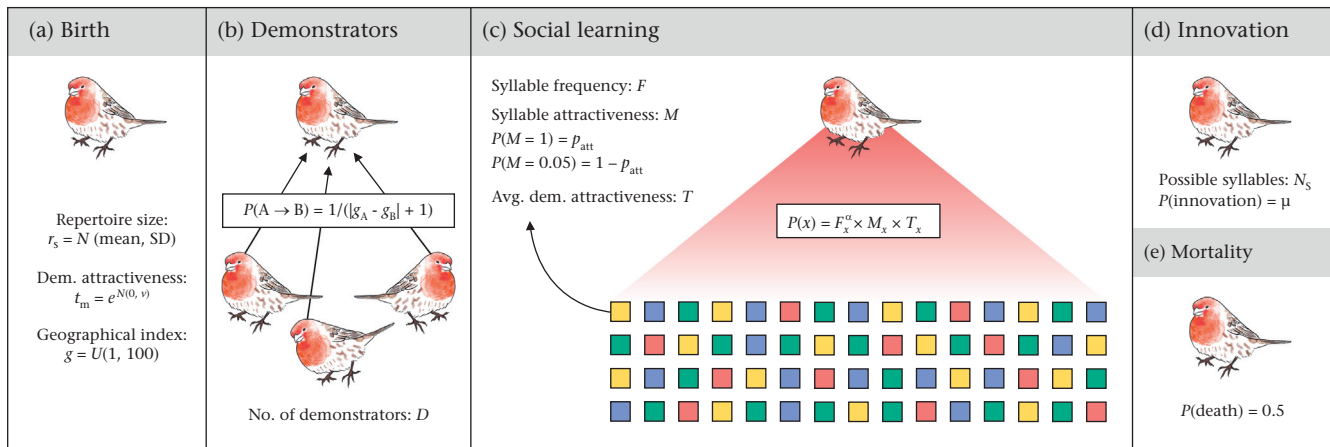 (a) Birth
Repertoire size:
rₛ = N (mean, SD)
Dem. attractiveness:
tₘ = e^N(0, v)
Geographical index:
g = U(1, 100)
(b) Demonstrators
P(A → B) = 1/(|g_A - g_B| + 1)
No. of demonstrators: D
(c) Social learning
Syllable frequency: F
Syllable attractiveness: M
P(M = 1) = p_att
P(M = 0.05) = 1 – p_att
Avg. dem. attractiveness: T
P(x) = F_x^α × M_x × T_x
(d) Innovation
Possible syllables: N_S
P(innovation) = μ
(e) Mortality
P(death) = 0.5